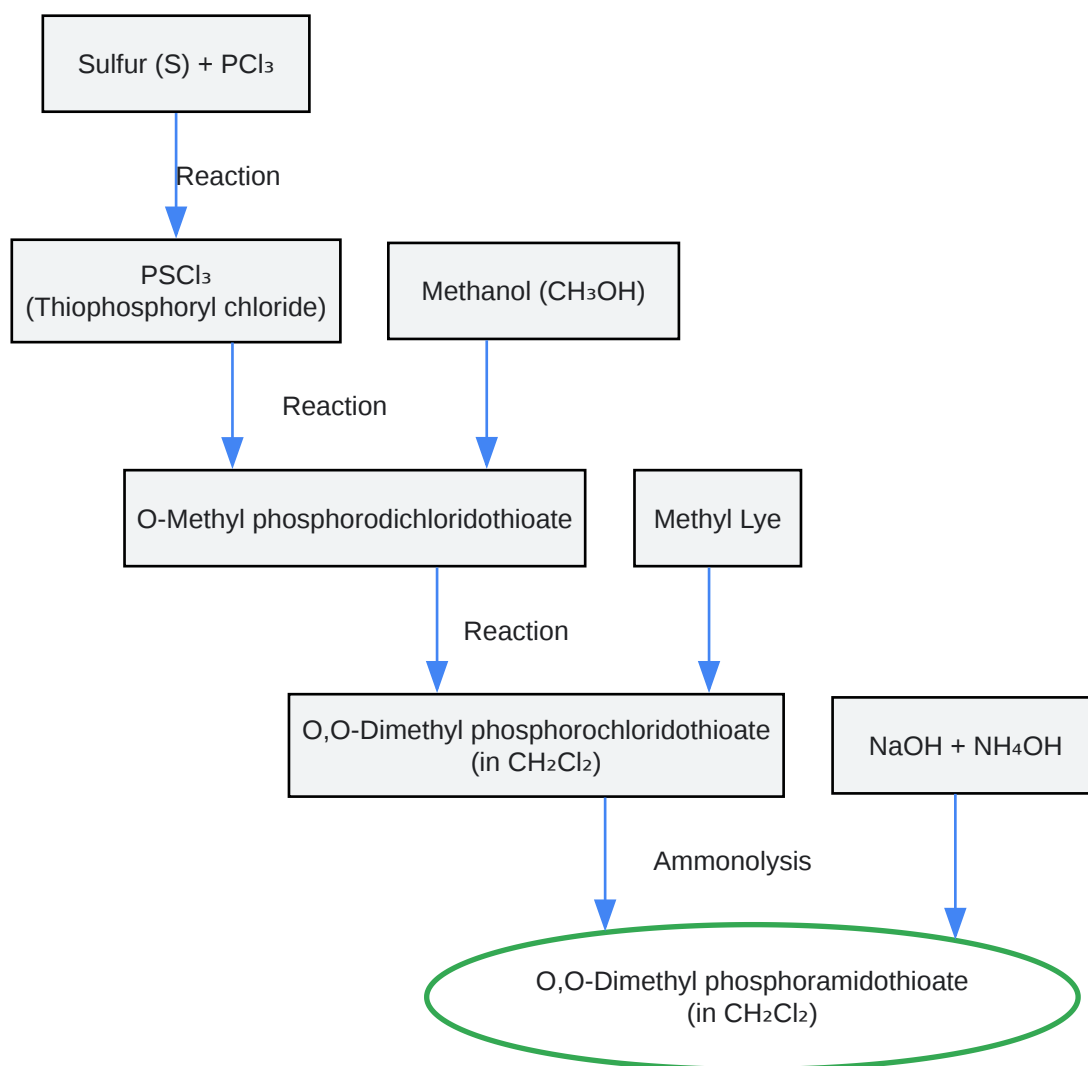 Sulfur (S) + PCl₃
Reaction
PSCl₃
(Thiophosphoryl chloride)
Methanol (CH₃OH)
Reaction
O-Methyl phosphorodichloridothioate
Methyl Lye
Reaction
O,O-Dimethyl phosphorochloridothioate
(in CH₂Cl₂)
NaOH + NH₄OH
Ammonolysis
O,O-Dimethyl phosphoramidothioate
(in CH₂Cl₂)